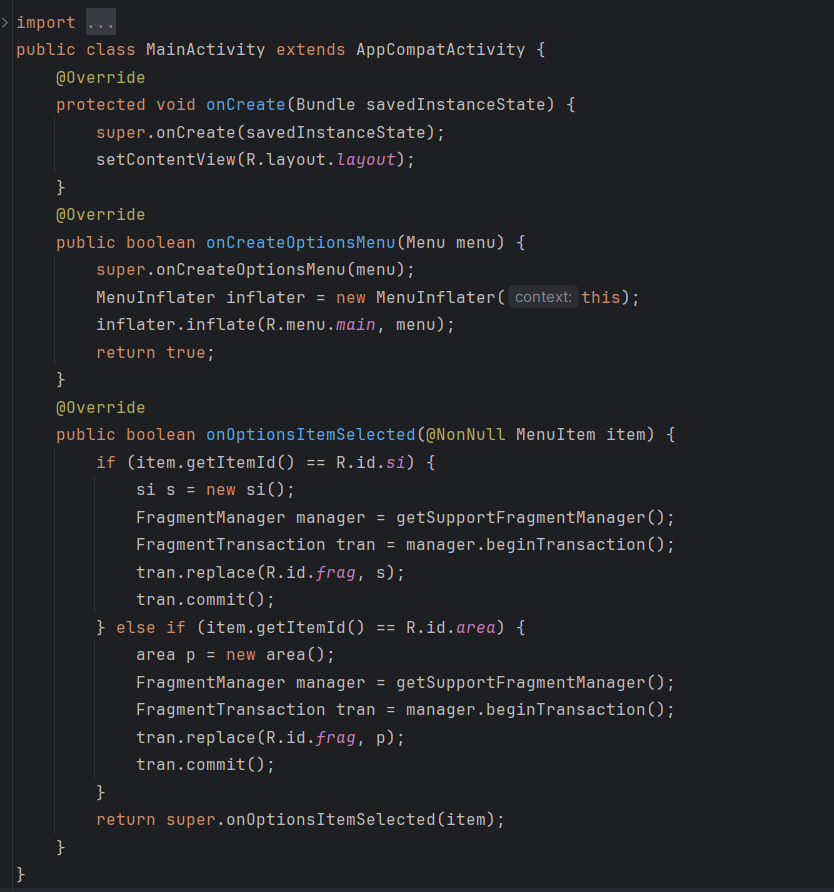 import ...
public class MainActivity extends AppCompatActivity {
    @Override
    protected void onCreate(Bundle savedInstanceState) {
        super.onCreate(savedInstanceState);
        setContentView(R.layout.layout);
    }
    @Override
    public boolean onCreateOptionsMenu(Menu menu) {
        super.onCreateOptionsMenu(menu);
        MenuInflater inflater = new MenuInflater( context: this);
        inflater.inflate(R.menu.main, menu);
        return true;
    }
    @Override
    public boolean onOptionsItemSelected(@NonNull MenuItem item) {
        if (item.getItemId() == R.id.si) {
            si s = new si();
            FragmentManager manager = getSupportFragmentManager();
            FragmentTransaction tran = manager.beginTransaction();
            tran.replace(R.id.frag, s);
            tran.commit();
        } else if (item.getItemId() == R.id.area) {
            area p = new area();
            FragmentManager manager = getSupportFragmentManager();
            FragmentTransaction tran = manager.beginTransaction();
            tran.replace(R.id.frag, p);
            tran.commit();
        }
        return super.onOptionsItemSelected(item);
    }
}